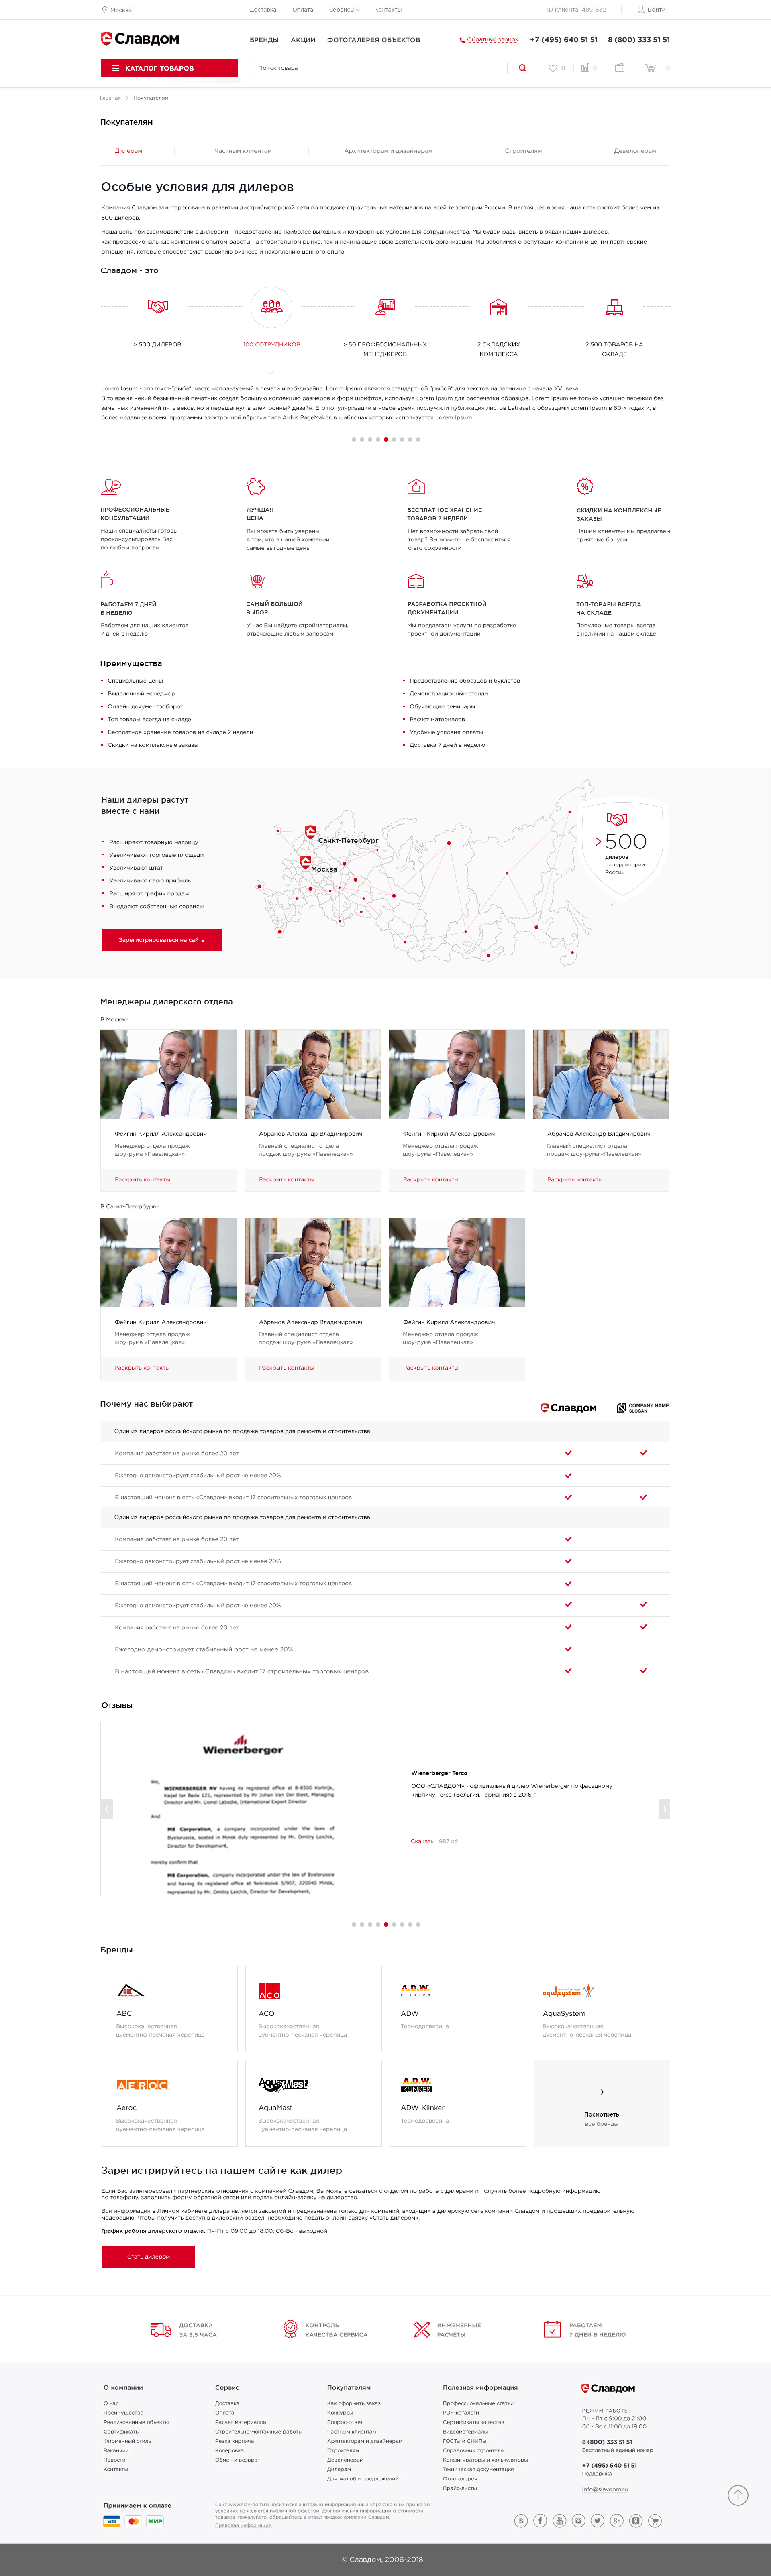 Москва
Доставка Оплата Сервисы Контакты
ID клиента: 489-632
Войти
Славдом
БРЕНДЫ АКЦИИ ФОТОГАЛЕРЕЯ ОБЪЕКТОВ
Обратный звонок
+7 (495) 640 51 51 8 (800) 333 51 51
КАТАЛОГ ТОВАРОВ
Поиск товара
0 0 0
Главная > Покупателям
Покупателям
Дилерам Частным клиентам Архитекторам и дизайнерам Строителям Девелоперам
Особые условия для дилеров
Компания Славдом заинтересована в развитии дистрибьюторской сети по продаже строительных материалов на всей территории России. В настоящее время наша сеть состоит более чем из
500 дилеров.
Наша цель при взаимодействии с дилерами – предоставление наиболее выгодных и комфортных условий для сотрудничества. Мы будем рады видеть в рядах наших дилеров,
как профессиональные компании с опытом работы на строительном рынке, так и начинающие свою деятельность организации. Мы заботимся о репутации компании и ценим партнерские
отношения, которые способствуют развитию бизнеса и накоплению ценного опыта.
Славдом - это
> 500 ДИЛЕРОВ
100 СОТРУДНИКОВ
> 50 ПРОФЕССИОНАЛЬНЫХ
МЕНЕДЖЕРОВ
2 СКЛАДСКИХ
КОМПЛЕКСА
2 500 ТОВАРОВ НА
СКЛАДЕ
Lorem Ipsum - это текст-"рыба", часто используемый в печати и вэб-дизайне. Lorem Ipsum является стандартной "рыбой" для текстов на латинице с начала XVI века.
В то время некий безымянный печатник создал большую коллекцию размеров и форм шрифтов, используя Lorem Ipsum для распечатки образцов. Lorem Ipsum не только успешно пережил без
заметных изменений пять веков, но и перешагнул в электронный дизайн. Его популяризации в новое время послужили публикация листов Letraset с образцами Lorem Ipsum в 60-х годах и, в
более недавнее время, программы электронной вёрстки типа Aldus PageMaker, в шаблонах которых используется Lorem Ipsum.
ПРОФЕССИОНАЛЬНЫЕ
КОНСУЛЬТАЦИИ
Наши специалисты готовы
проконсультировать Вас
по любым вопросам
ЛУЧШАЯ
ЦЕНА
Вы можете быть уверены
в том, что в нашей компании
самые выгодные цены
БЕСПЛАТНОЕ ХРАНЕНИЕ
ТОВАРОВ 2 НЕДЕЛИ
Нет возможности забрать свой
товар? Вы можете не беспокоиться
о его сохранности
СКИДКИ НА КОМПЛЕКСНЫЕ
ЗАКАЗЫ
Нашим клиентам мы предлагаем
приятные бонусы
РАБОТАЕМ 7 ДНЕЙ
В НЕДЕЛЮ
Работаем для наших клиентов
7 дней в неделю
САМЫЙ БОЛЬШОЙ
ВЫБОР
У нас Вы найдете стройматериалы,
отвечающие любым запросам
РАЗРАБОТКА ПРОЕКТНОЙ
ДОКУМЕНТАЦИИ
Мы предлагаем услуги по разработке
проектной документации
ТОП-ТОВАРЫ ВСЕГДА
НА СКЛАДЕ
Популярные товары всегда
в наличии на нашем складе
Преимущества
Специальные цены
Выделенный менеджер
Онлайн документооборот
Топ товары всегда на складе
Бесплатное хранение товаров на складе 2 недели
Скидки на комплексные заказы
Предоставление образцов и буклетов
Демонстрационные стенды
Обучающие семинары
Расчет материалов
Удобные условия оплаты
Доставка 7 дней в неделю
Наши дилеры растут
вместе с нами
Расширяют товарную матрицу
Увеличивают торговые площади
Увеличивают штат
Увеличивают свою прибыль
Расширяют график продаж
Внедряют собственные сервисы
Зарегистрироваться на сайте
Санкт-Петербург
Москва
>500
дилеров
на территории
России
Менеджеры дилерского отдела
В Москве
Фейгин Кирилл Александрович
Менеджер отдела продаж
шоу-рума «Павелецкая»
Раскрыть контакты
Абрамов Александр Владимирович
Главный специалист отдела
продаж шоу-рума «Павелецкая»
Раскрыть контакты
Фейгин Кирилл Александрович
Менеджер отдела продаж
шоу-рума «Павелецкая»
Раскрыть контакты
Абрамов Александр Владимирович
Главный специалист отдела
продаж шоу-рума «Павелецкая»
Раскрыть контакты
В Санкт-Петербурге
Фейгин Кирилл Александрович
Менеджер отдела продаж
шоу-рума «Павелецкая»
Раскрыть контакты
Абрамов Александр Владимирович
Главный специалист отдела
продаж шоу-рума «Павелецкая»
Раскрыть контакты
Фейгин Кирилл Александрович
Менеджер отдела продаж
шоу-рума «Павелецкая»
Раскрыть контакты
Почему нас выбирают
Славдом
COMPANY NAME
SLOGAN
Один из лидеров российского рынка по продаже товаров для ремонта и строительства
Компания работает на рынке более 20 лет
Ежегодно демонстрирует стабильный рост не менее 20%
В настоящий момент в сеть «Славдом» входит 17 строительных торговых центров
Один из лидеров российского рынка по продаже товаров для ремонта и строительства
Компания работает на рынке более 20 лет
Ежегодно демонстрирует стабильный рост не менее 20%
В настоящий момент в сеть «Славдом» входит 17 строительных торговых центров
Ежегодно демонстрирует стабильный рост не менее 20%
Компания работает на рынке более 20 лет
Ежегодно демонстрирует стабильный рост не менее 20%
В настоящий момент в сеть «Славдом» входит 17 строительных торговых центров
Отзывы
Wienerberger
We,
WIENERBERGER NV having its registered office at B-8500 Kortrijk,
Kapel ter Bede 121, represented by Mr Johan Van Der Biest, Managing
Director and Mr. Lionel Labadie, International Export Director
And
M8 Corporation, a company incorporated under the laws of
Byelorussia, in Minsk duly represented by Dmitry Leichik,
Director for Development,
Hereby confirm that
Wienerberger Terca
ООО «СЛАВДОМ» - официальный дилер Wienerberger по фасадному
кирпичу Terca (Бельгия, Германия) в 2016 г.
Скачать 987 кб
Бренды
ABC
Высококачественная
цементно-песчаная черепица
ACO
ACO
Высококачественная
цементно-песчаная черепица
A.D.W.
KLINKER
ADW
Термодревесина
aquasystem
AquaSystem
Высококачественная
цементно-песчаная черепица
AEROC
Aeroc
Высококачественная
цементно-песчаная черепица
AquaMast
AquaMast
Высококачественная
цементно-песчаная черепица
A.D.W.
KLINKER
ADW-Klinker
Термодревесина
Посмотреть
все бренды
Зарегистрируйтесь на нашем сайте как дилер
Если Вас заинтересовали партнерские отношения с компанией Славдом, Вы можете связаться с отделом по работе с дилерами и получить более подробную информацию
по телефону, заполнить форму обратной связи или подать онлайн-заявку на дилерство.
Вся информация в Личном кабинете дилера является закрытой и предназначена только для компаний, входящих в дилерскую сеть компании Славдом и прошедших предварительную
модерацию. Чтобы получить доступ в дилерский раздел, необходимо подать онлайн-заявку «Стать дилером».
График работы дилерского отдела: Пн-Пт с 09.00 до 18.00; Сб-Вс - выходной
Стать дилером
ДОСТАВКА
ЗА 3,5 ЧАСА
КОНТРОЛЬ
КАЧЕСТВА СЕРВИСА
ИНЖЕНЕРНЫЕ
РАСЧЁТЫ
РАБОТАЕМ
7 ДНЕЙ В НЕДЕЛЮ
О компании
О нас
Преимущества
Реализованные объекты
Сертификаты
Фирменный стиль
Вакансии
Новости
Контакты
Сервис
Доставка
Оплата
Расчет материалов
Строительно-монтажные работы
Резка кирпича
Колеровка
Обмен и возврат
Покупателям
Как оформить заказ
Конкурсы
Вопрос-ответ
Частным клиентам
Архитекторам и дизайнерам
Строителям
Девелоперам
Дилерам
Для жалоб и предложений
Полезная информация
Профессиональные статьи
PDF-каталоги
Сертификаты качества
Видеоматериалы
ГОСТы и СНИПы
Справочник строителя
Конфигураторы и калькуляторы
Техническая документация
Фотогалерея
Прайс-листы
Славдом
РЕЖИМ РАБОТЫ:
Пн - Пт с 9:00 до 21:00
Сб - Вс с 11:00 до 19:00
8 (800) 333 51 51
Бесплатный единый номер
+7 (495) 640 51 51
Поддержка
info@slavdom.ru
Принимаем к оплате
VISA МИР
Сайт www.slav-dom.ru носит исключительно информационный характер и ни при каких
условиях не является публичной офертой. Для получения информации о стоимости
товаров, пожалуйста, обращайтесь в отдел продаж компании Славдом.
Правовая информация.
© Славдом, 2006-2018